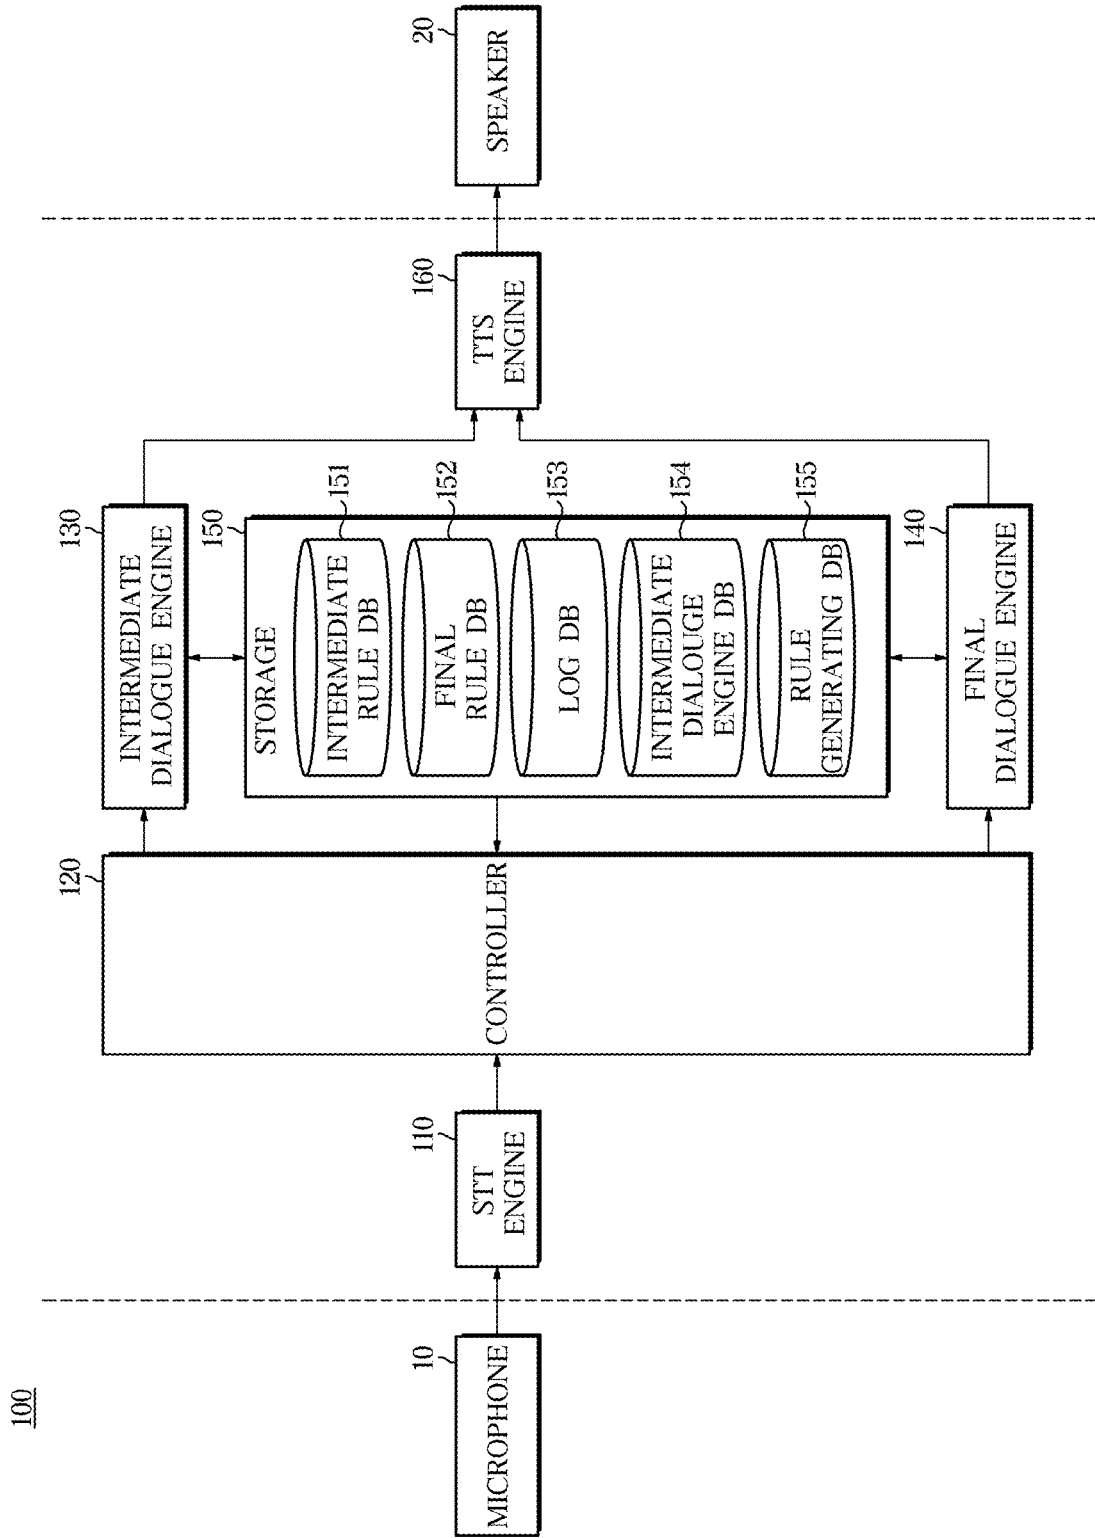 100
10
MICROPHONE
110
STT
ENGINE
120
CONTROLLER
130
INTERMEDIATE
DIALOGUE ENGINE
150
STORAGE
INTERMEDIATE
RULE DB
151
FINAL
RULE DB
152
LOG DB
153
INTERMEDIATE
DIALOUGE
ENGINE DB
154
RULE
GENERATING DB
155
140
FINAL
DIALOGUE ENGINE
160
TTS
ENGINE
20
SPEAKER